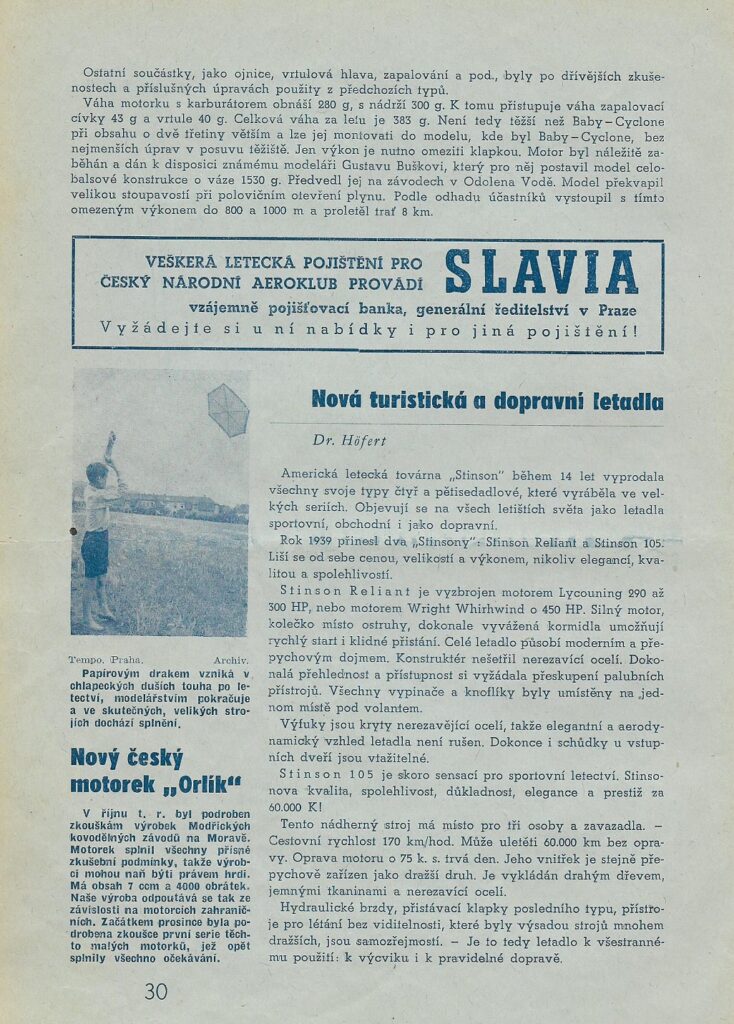 Ostatní součástky, jako ojnice, vrtulová hlava, zapalování a pod., byly po dřívějších zkuše-
nostech a příslušných úpravách použity z předchozích typů.
Váha motorku s karburátorem obnáší 280 g, s nádrží 300 g. K tomu přistupuje váha zapalovací
cívky 43 g a vrtule 40 g. Celková váha za letu je 383 g. Není tedy těžší než Baby-Cyclone
při obsahu o dvě třetiny větším a lze jej montovati do modelu, kde byl Baby-Cyclone, bez
nejmenších úprav v posuvu těžiště. Jen výkon je nutno omeziti klapkou. Motor byl náležitě za-
běhán a dán k disposici známému modeláři Gustavu Buškovi, který pro něj postavil model celo-
balsové konstrukce o váze 1530 g. Předvedl jej na závodech v Odolena Vodě. Model překvapil
velikou stoupavostí při polovičním otevření plynu. Podle odhadu účastníků vystoupil s tímto
omezeným výkonem do 800 a 1000 m a proletěl trať 8 km.
VEŠKERÁ LETECKÁ POJIŠTĚNÍ PRO
ČESKÝ NÁRODNÍ AEROKLUB PROVÁDÍ
SLAVIA
vzájemně pojišťovací banka, generální ředitelství v Praze
Vyžádejte si u ní nabídky i pro jiná pojištění!
Tempo. Praha. Archiv.
Papírovým drakem vzniká v
chlapeckých duších touha po le-
tectví, modelářstvím pokračuje
a ve skutečných, velikých stro-
jích dochází splnění.
Nový český
motorek „Orlík“
V říjnu t. r. byl podroben
zkouškám výrobek Modřických
kovodělných závodů na Moravě.
Motorek splnil všechny přísné
zkušební podmínky, takže výrob-
ci mohou naň býti právem hrdi.
Má obsah 7 ccm a 4000 obrátek.
Naše výroba odpoutává se tak ze
závislosti na motorcích zahranič-
ních. Začátkem prosince byla po-
drobena zkoušce první serie těch-
to malých motorků, jež opět
splnily všechno očekávání.
Nová turistická a dopravní letadla
Dr. Höfert
Americká letecká továrna „Stinson“ během 14 let vyprodala
všechny svoje typy čtyř a pětisedadlové, které vyráběla ve vel-
kých seriích. Objevují se na všech letištích světa jako letadla
sportovní, obchodní i jako dopravní.
Rok 1939 přinesl dva „Stinsony“: Stinson Reliant a Stinson 105.
Liší se od sebe cenou, velikostí a výkonem, nikoliv elegancí, kva-
litou a spolehlivostí.
Stinson Reliant je vyzbrojen motorem Lycouning 290 až
300 HP, nebo motorem Wright Whirhwind o 450 HP. Silný motor,
kolečko místo ostruhy, dokonale vyvážená kormidla umožňují
rychlý start i klidné přistání. Celé letadlo působí moderním a pře-
pychovým dojmem. Konstruktér nešetřil nerezavící ocelí. Doko-
nalá přehlednost a přístupnost si vyžádala přeskupení palubních
přístrojů. Všechny vypinače a knoflíky byly umístěny na jed-
nom místě pod volantem.
Výfuky jsou kryty nerezavějící ocelí, takže elegantní a aerody-
namický vzhled letadla není rušen. Dokonce i schůdky u vstup-
ních dveří jsou vtažitelné.
Stinson 105 je skoro sensací pro sportovní letectví. Stinso-
nova kvalita, spolehlivost, důkladnost, elegance a prestiž za
60.000 K!
Tento nádherný stroj má místo pro tři osoby a zavazadla. –
Cestovní rychlost 170 km/hod. Může uletěti 60.000 km bez opra-
vy. Oprava motoru o 75 k. s. trvá den. Jeho vnitřek je stejně pře-
pychově zařízen jako dražší druh. Je vykládán drahým dřevem,
jemnými tkaninami a nerezavící ocelí.
Hydraulické brzdy, přistávací klapky posledního typu, přístro-
je pro létání bez viditelnosti, které byly výsadou strojů mnohem
dražších, jsou samozřejmostí. – Je to tedy letadlo k všestranné-
mu použití: k výcviku i k pravidelné dopravě.
30